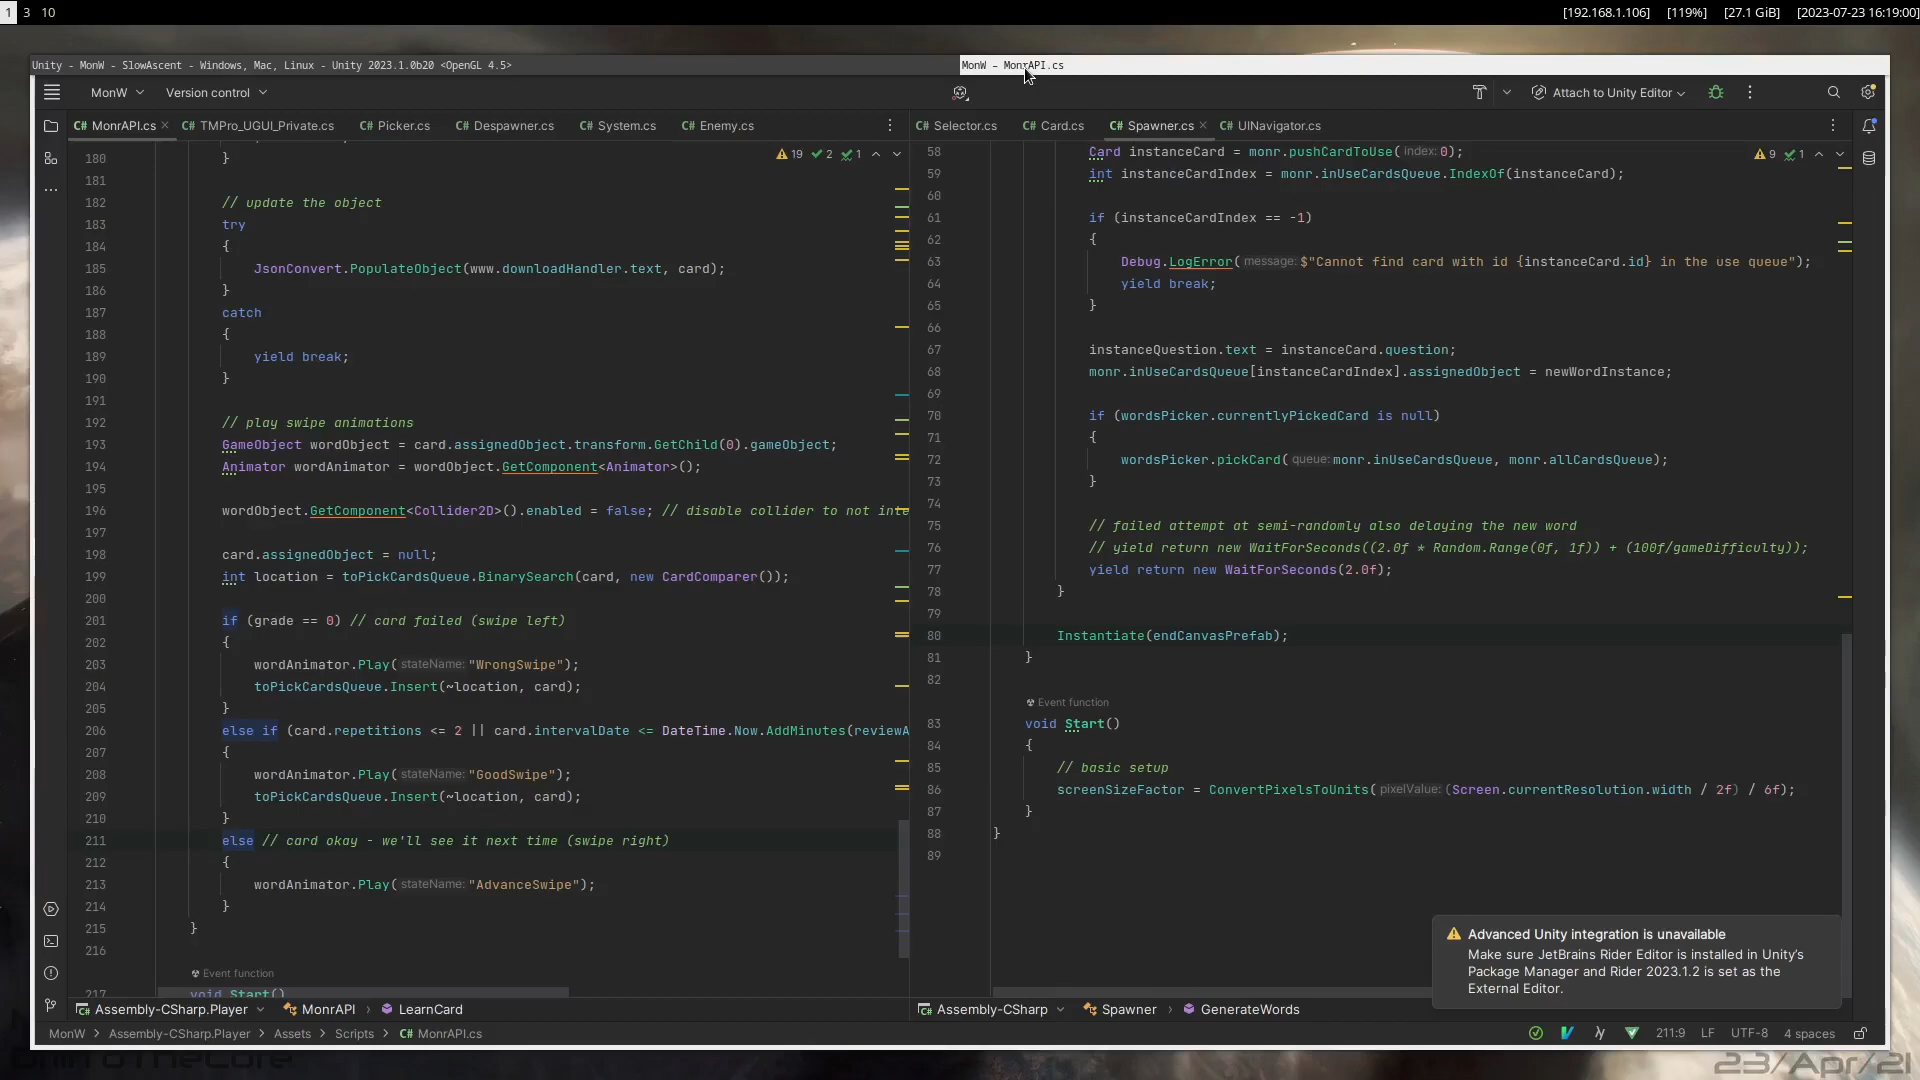 1 3 10
[192.168.1.106] [119%] [27.1 GiB] [2023-07-23 16:19:00]
Unity - MonW - SlowAscent - Windows, Mac, Linux - Unity 2023.1.0b20 <OpenGL 4.5>
MonW – MonrAPI.cs
MonW
Version control
Attach to Unity Editor
C# MonrAPI.cs
C# TMPro_UGUI_Private.cs
C# Picker.cs
C# Despawner.cs
C# System.cs
C# Enemy.cs
19 2 1
180 }
181
182 // update the object
183 try
184 {
185 JsonConvert.PopulateObject(www.downloadHandler.text, card);
186 }
187 catch
188 {
189 yield break;
190 }
191
192 // play swipe animations
193 GameObject wordObject = card.assignedObject.transform.GetChild(0).gameObject;
194 Animator wordAnimator = wordObject.GetComponent<Animator>();
195
196 wordObject.GetComponent<Collider2D>().enabled = false; // disable collider to not inte
197
198 card.assignedObject = null;
199 int location = toPickCardsQueue.BinarySearch(card, new CardComparer());
200
201 if (grade == 0) // card failed (swipe left)
202 {
203 wordAnimator.Play(stateName: "WrongSwipe");
204 toPickCardsQueue.Insert(~location, card);
205 }
206 else if (card.repetitions <= 2 || card.intervalDate <= DateTime.Now.AddMinutes(reviewA
207 {
208 wordAnimator.Play(stateName: "GoodSwipe");
209 toPickCardsQueue.Insert(~location, card);
210 }
211 else // card okay - we'll see it next time (swipe right)
212 {
213 wordAnimator.Play(stateName: "AdvanceSwipe");
214 }
215 }
216
Event function
217 void Start()
Assembly-CSharp.Player
MonrAPI
LearnCard
C# Selector.cs
C# Card.cs
C# Spawner.cs
C# UINavigator.cs
9 1
58 Card instanceCard = monr.pushCardToUse(index: 0);
59 int instanceCardIndex = monr.inUseCardsQueue.IndexOf(instanceCard);
60
61 if (instanceCardIndex == -1)
62 {
63 Debug.LogError(message: $"Cannot find card with id {instanceCard.id} in the use queue");
64 yield break;
65 }
66
67 instanceQuestion.text = instanceCard.question;
68 monr.inUseCardsQueue[instanceCardIndex].assignedObject = newWordInstance;
69
70 if (wordsPicker.currentlyPickedCard is null)
71 {
72 wordsPicker.pickCard(queue: monr.inUseCardsQueue, monr.allCardsQueue);
73 }
74
75 // failed attempt at semi-randomly also delaying the new word
76 // yield return new WaitForSeconds((2.0f * Random.Range(0f, 1f)) + (100f/gameDifficulty));
77 yield return new WaitForSeconds(2.0f);
78 }
79
80 Instantiate(endCanvasPrefab);
81 }
82
Event function
83 void Start()
84 {
85 // basic setup
86 screenSizeFactor = ConvertPixelsToUnits(pixelValue: (Screen.currentResolution.width / 2f) / 6f);
87 }
88 }
89
Advanced Unity integration is unavailable
Make sure JetBrains Rider Editor is installed in Unity's
Package Manager and Rider 2023.1.2 is set as the
External Editor.
Assembly-CSharp
Spawner
GenerateWords
MonW > Assembly-CSharp.Player > Assets > Scripts > C# MonrAPI.cs
211:9 LF UTF-8 4 spaces
23/Apr/21